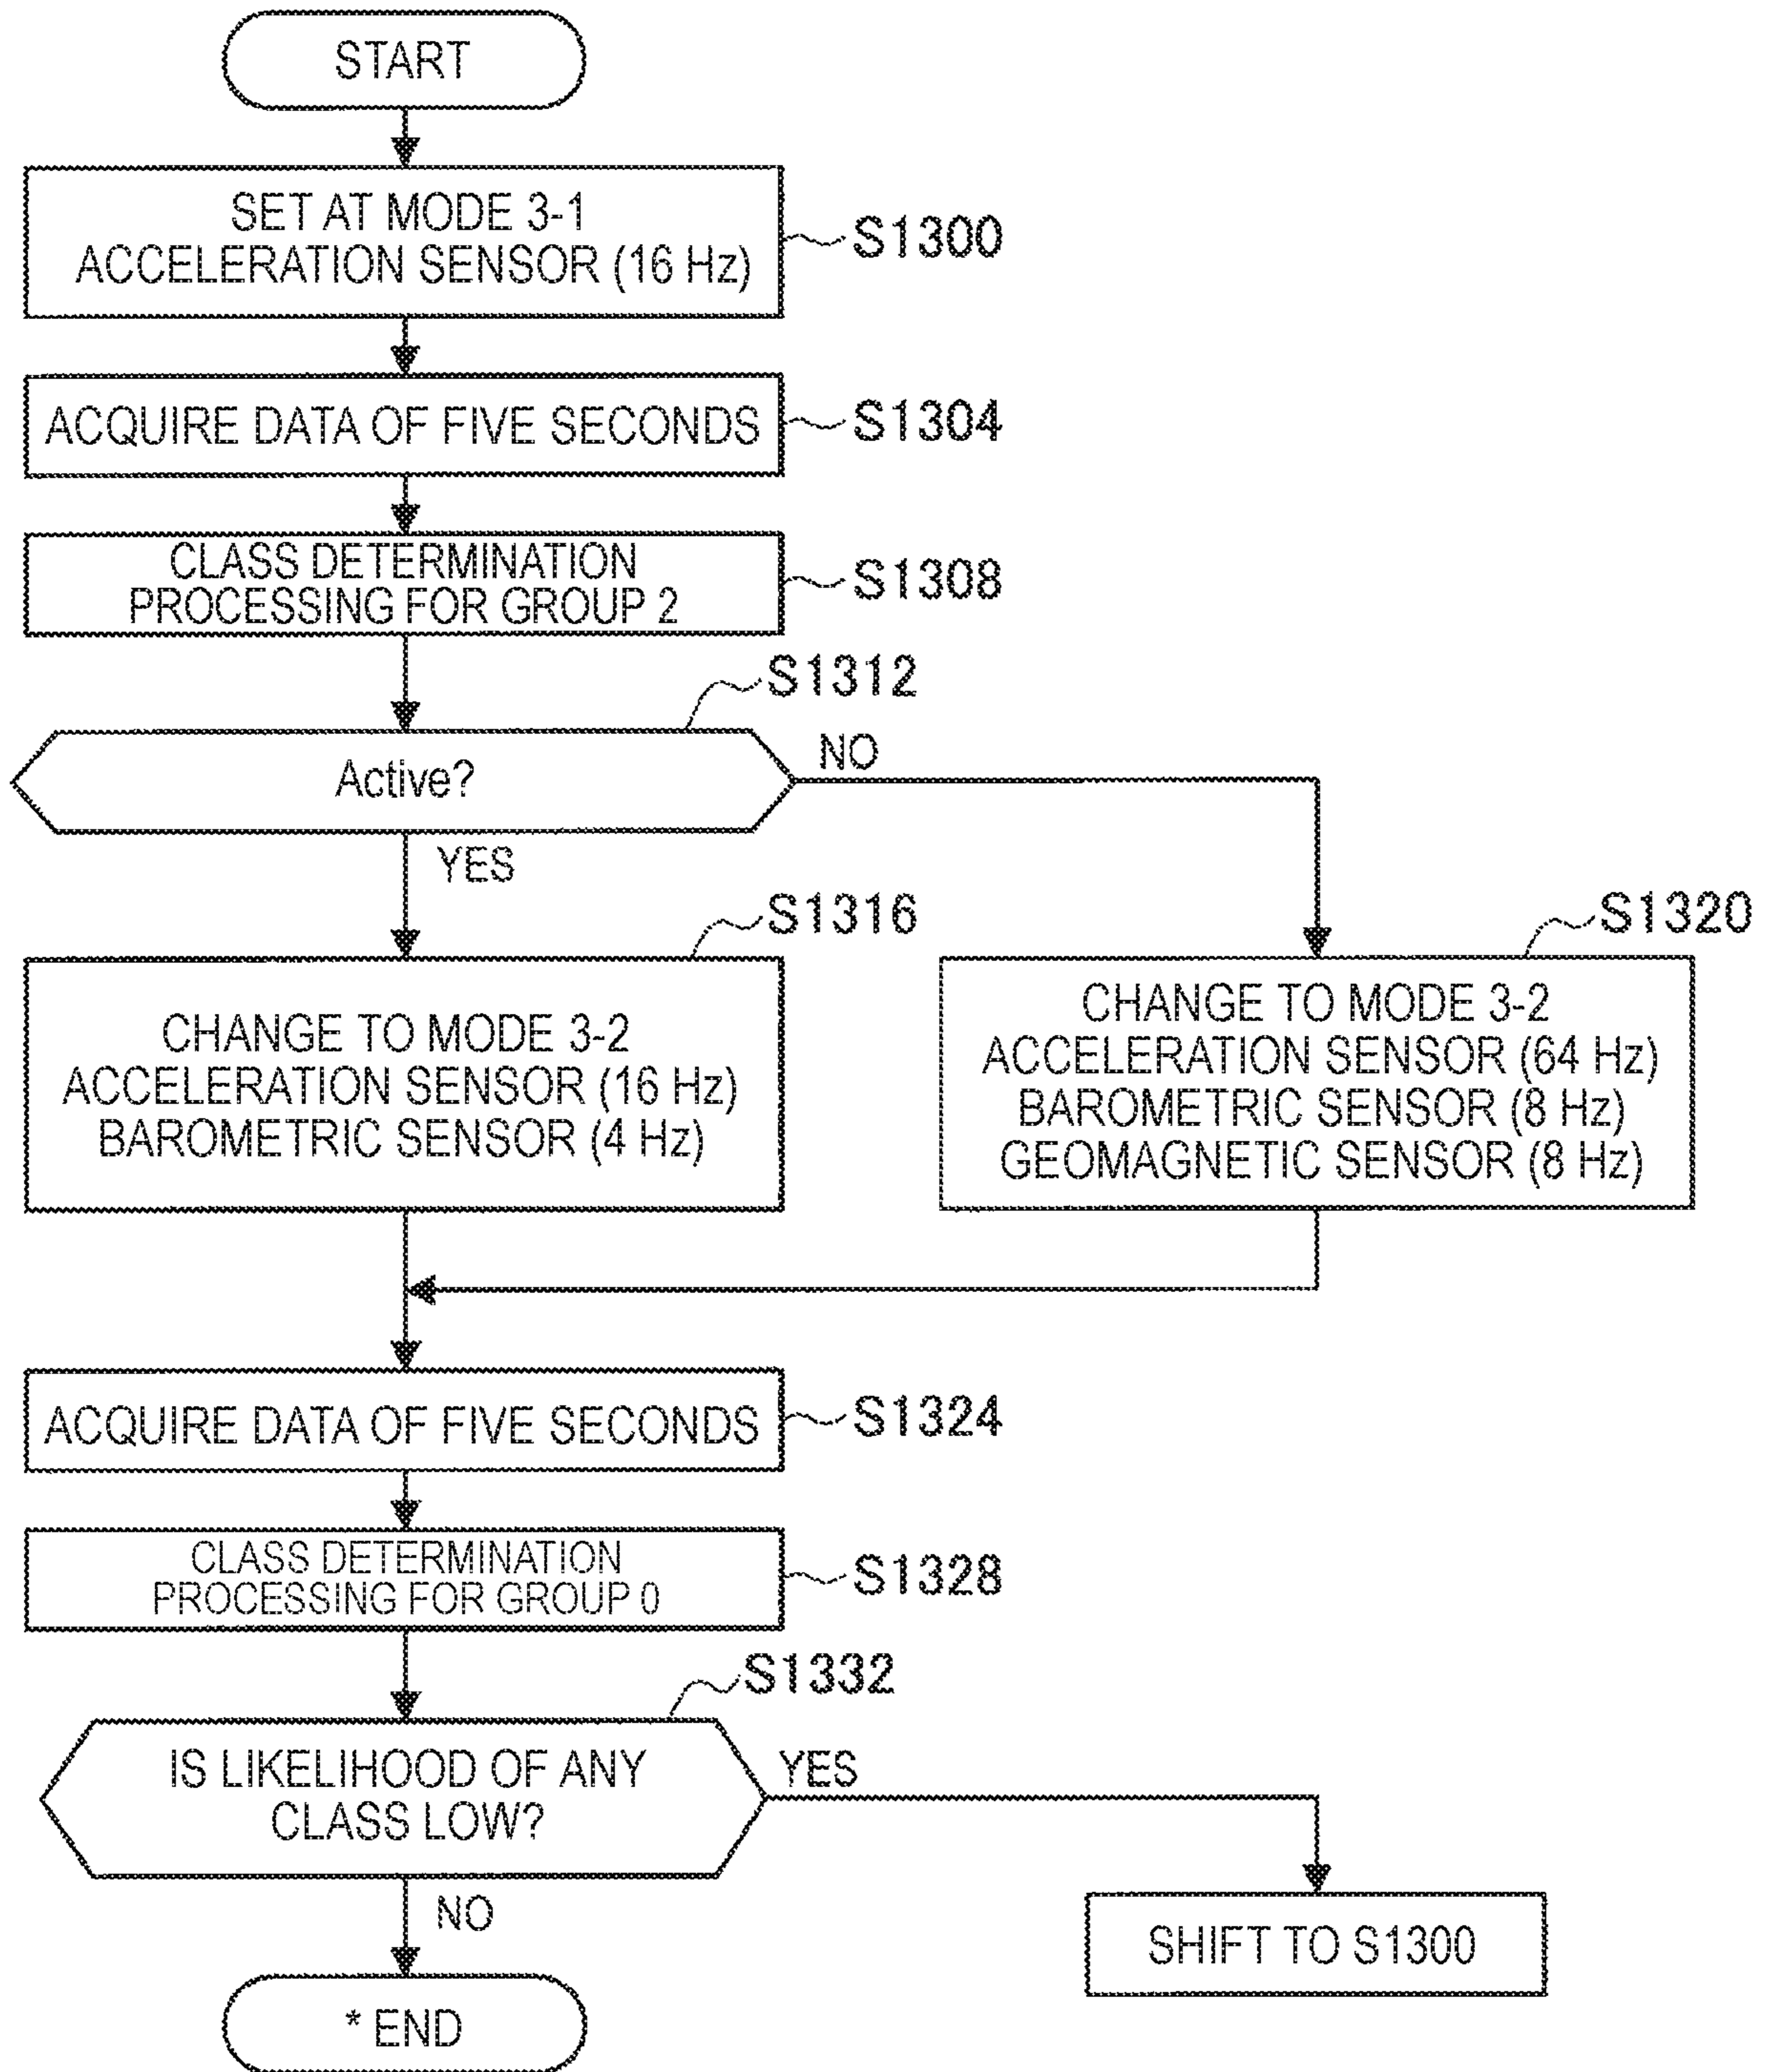 START
SET AT MODE 3-1
ACCELERATION SENSOR (16 Hz)
S1300
ACQUIRE DATA OF FIVE SECONDS
S1304
CLASS DETERMINATION
PROCESSING FOR GROUP 2
S1308
S1312
Active?
NO
YES
S1316
CHANGE TO MODE 3-2
ACCELERATION SENSOR (16 Hz)
BAROMETRIC SENSOR (4 Hz)
S1320
CHANGE TO MODE 3-2
ACCELERATION SENSOR (64 Hz)
BAROMETRIC SENSOR (8 Hz)
GEOMAGNETIC SENSOR (8 Hz)
ACQUIRE DATA OF FIVE SECONDS
S1324
CLASS DETERMINATION
PROCESSING FOR GROUP 0
S1328
S1332
IS LIKELIHOOD OF ANY
CLASS LOW?
YES
NO
SHIFT TO S1300
* END